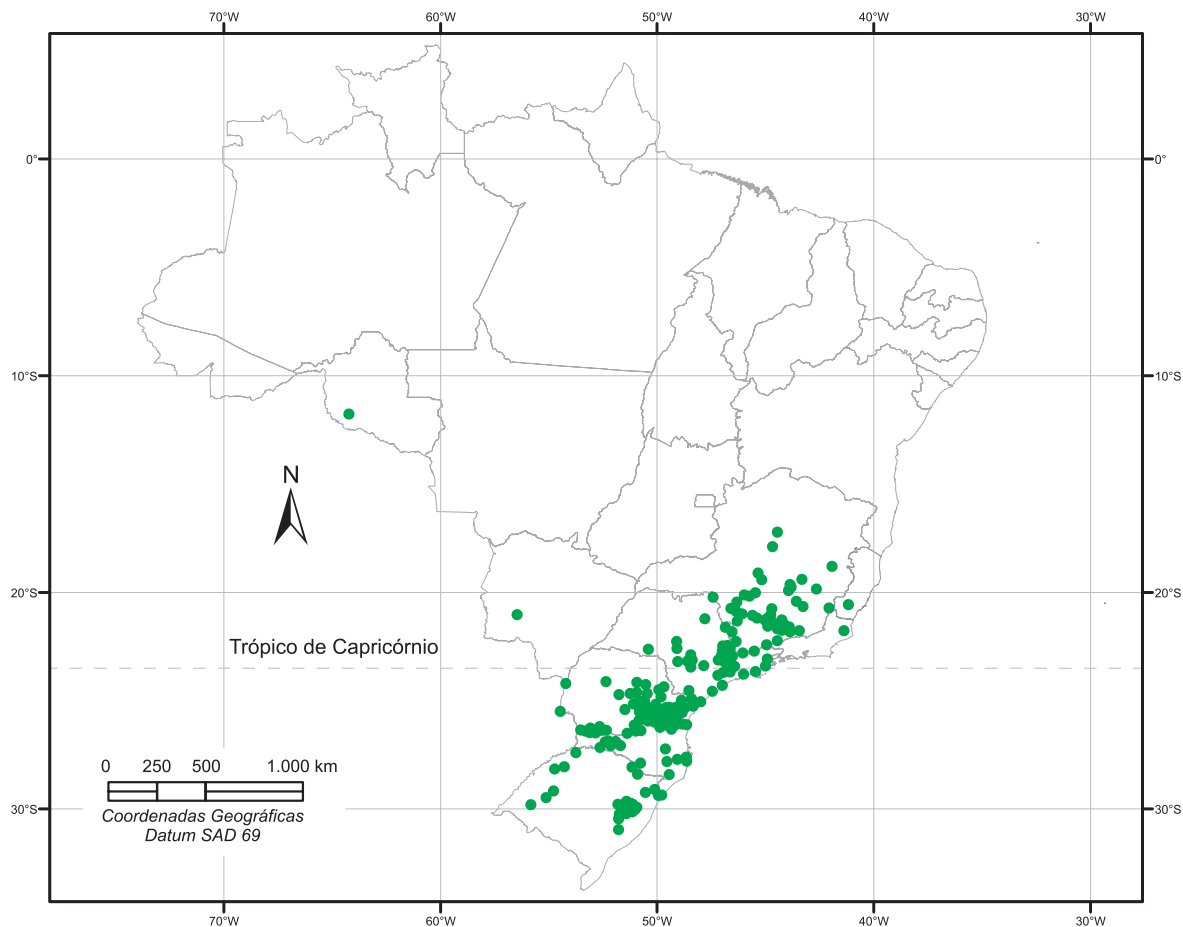 70°W 60°W 50°W 40°W 30°W
0° 0°
10°S 10°S
N
20°S 20°S
Trópico de Capricórnio
0 250 500 1.000 km
30°S 30°S
Coordenadas Geográficas
Datum SAD 69
70°W 60°W 50°W 40°W 30°W